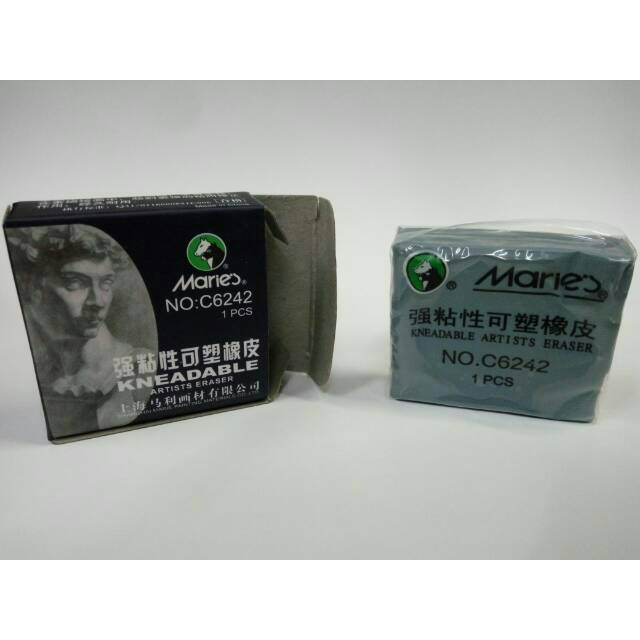 Marie's®
NO:C6242
1 PCS
强粘性可塑橡皮
KNEADABLE
ARTISTS ERASER
上海马利画材有限公司
Marie's®
强粘性可塑橡皮
KNEADABLE ARTISTS ERASER
NO.C6242
1 PCS